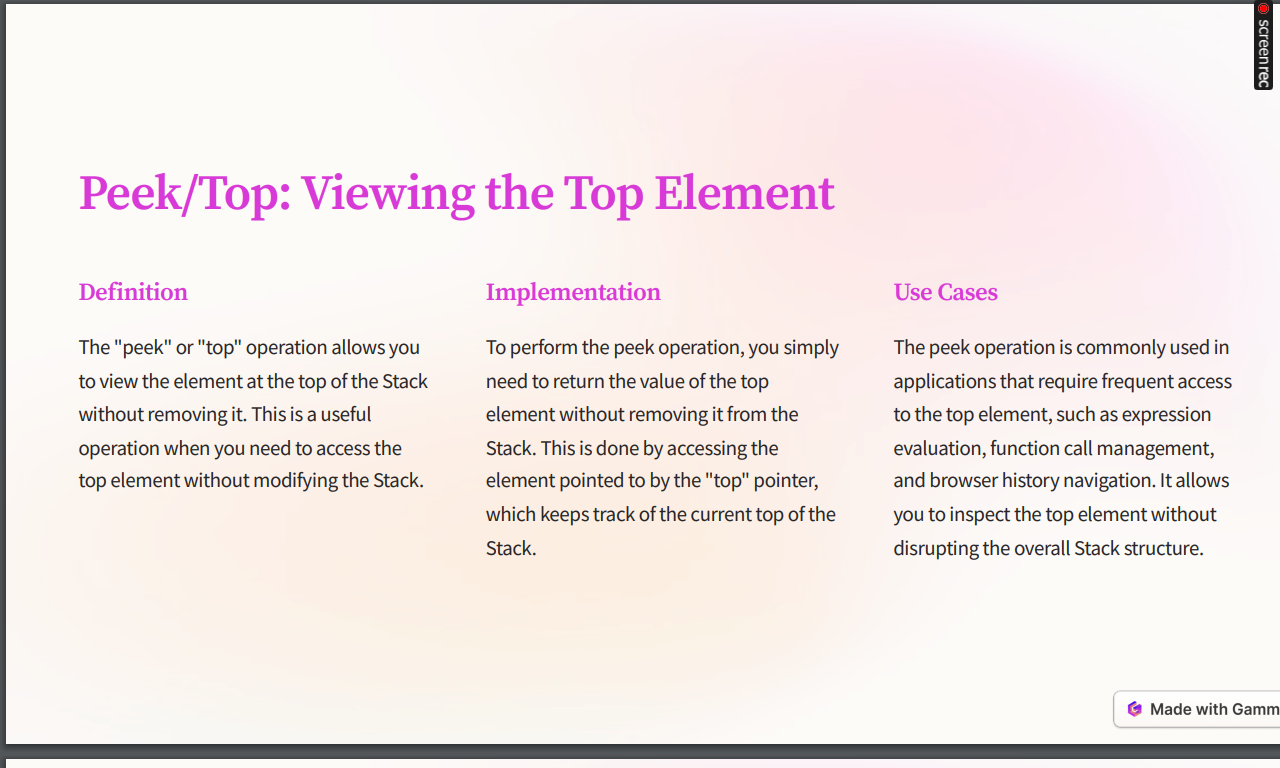 screenrec
Peek/Top: Viewing the Top Element
Definition
The "peek" or "top" operation allows you
to view the element at the top of the Stack
without removing it. This is a useful
operation when you need to access the
top element without modifying the Stack.
Implementation
To perform the peek operation, you simply
need to return the value of the top
element without removing it from the
Stack. This is done by accessing the
element pointed to by the "top" pointer,
which keeps track of the current top of the
Stack.
Use Cases
The peek operation is commonly used in
applications that require frequent access
to the top element, such as expression
evaluation, function call management,
and browser history navigation. It allows
you to inspect the top element without
disrupting the overall Stack structure.
Made with Gamm